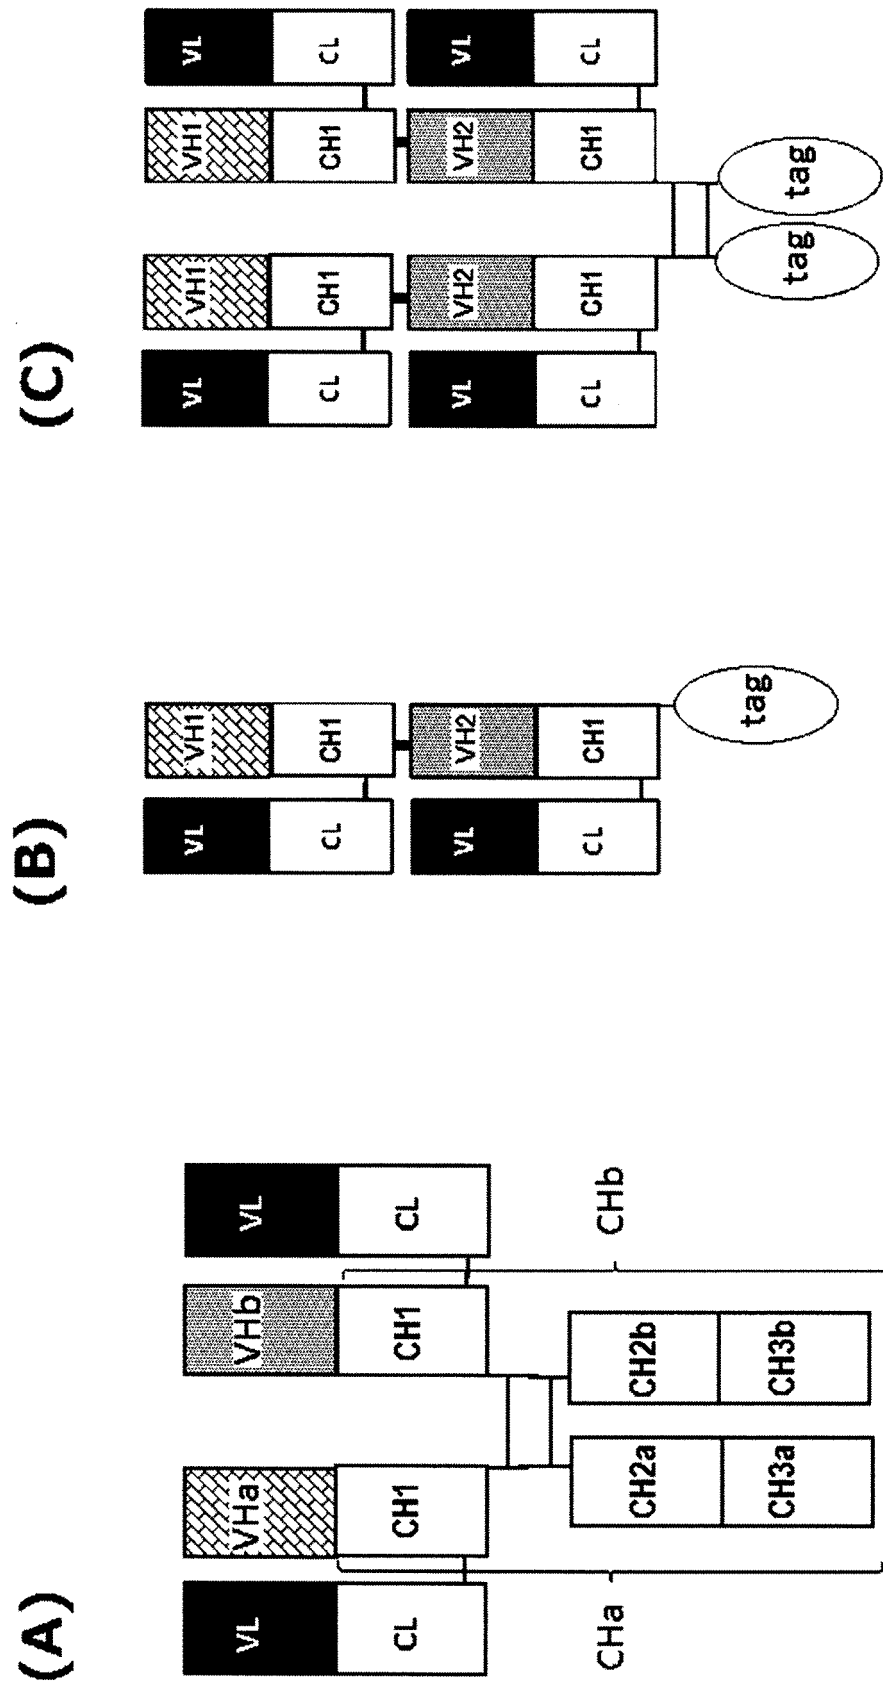 (A)
VL
VHa
VHb
VL
CL
CH1
CH1
CL
CHa
CH2a
CH2b
CHb
CH3a
CH3b
(B)
VL
VH1
CL
CH1
VL
VH2
CL
CH1
tag
(C)
VL
VH1
VH1
VL
CL
CH1
CH1
CL
VL
VH2
VH2
VL
CL
CH1
CH1
CL
tag
tag